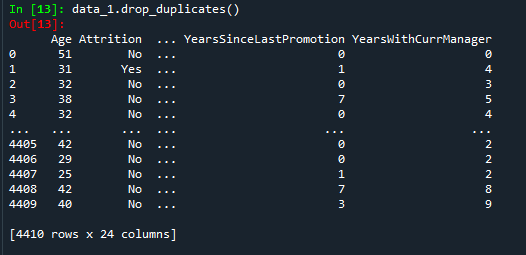 In [13]: data_1.drop_duplicates()
Out[13]:
Age Attrition ... YearsSinceLastPromotion YearsWithCurrManager
0 51 No ... 0 0
1 31 Yes ... 1 4
2 32 No ... 0 3
3 38 No ... 7 5
4 32 No ... 0 4
... ... ... ... ... ...
4405 42 No ... 0 2
4406 29 No ... 0 2
4407 25 No ... 1 2
4408 42 No ... 7 8
4409 40 No ... 3 9
[4410 rows x 24 columns]